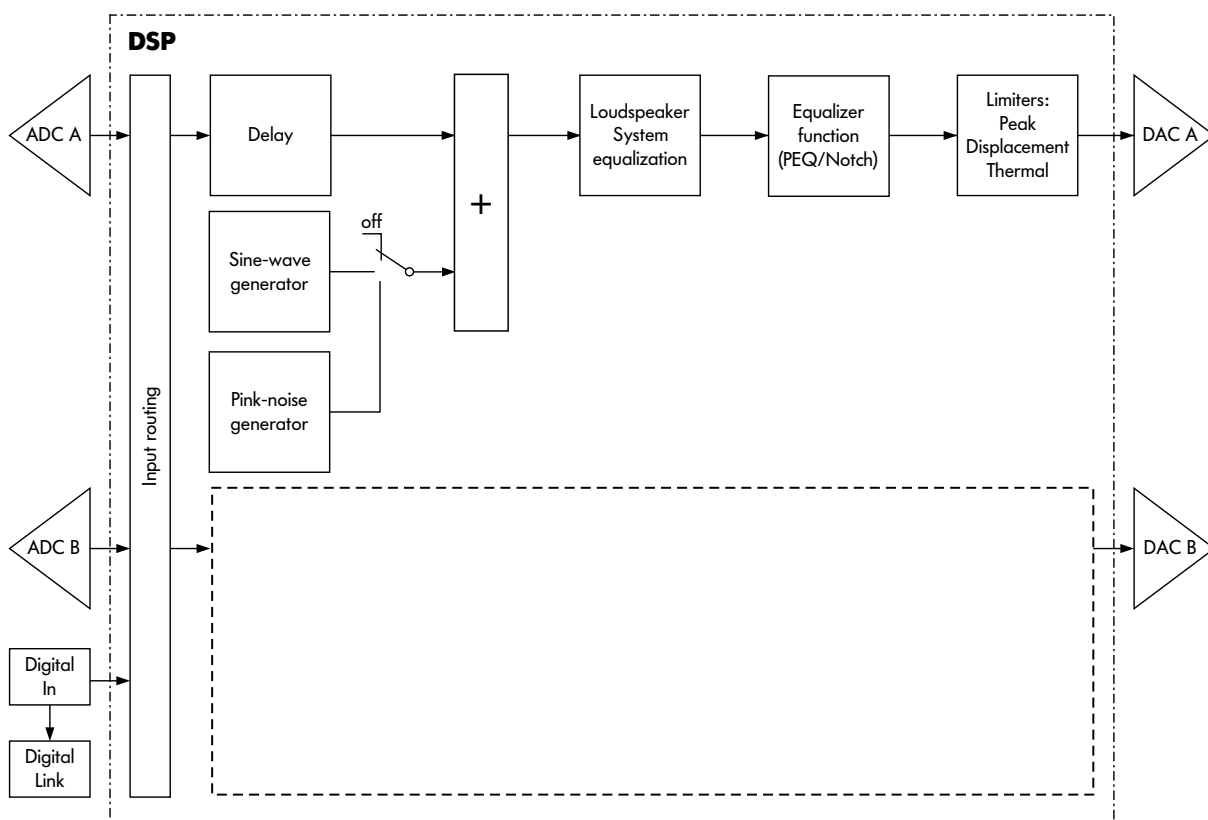 DSP
ADC A
Delay
+
Loudspeaker
System
equalization
Equalizer
function
(PEQ/Notch)
Limiters:
Peak
Displacement
Thermal
DAC A
off
Sine-wave
generator
Pink-noise
generator
Input routing
ADC B
DAC B
Digital
In
Digital
Link